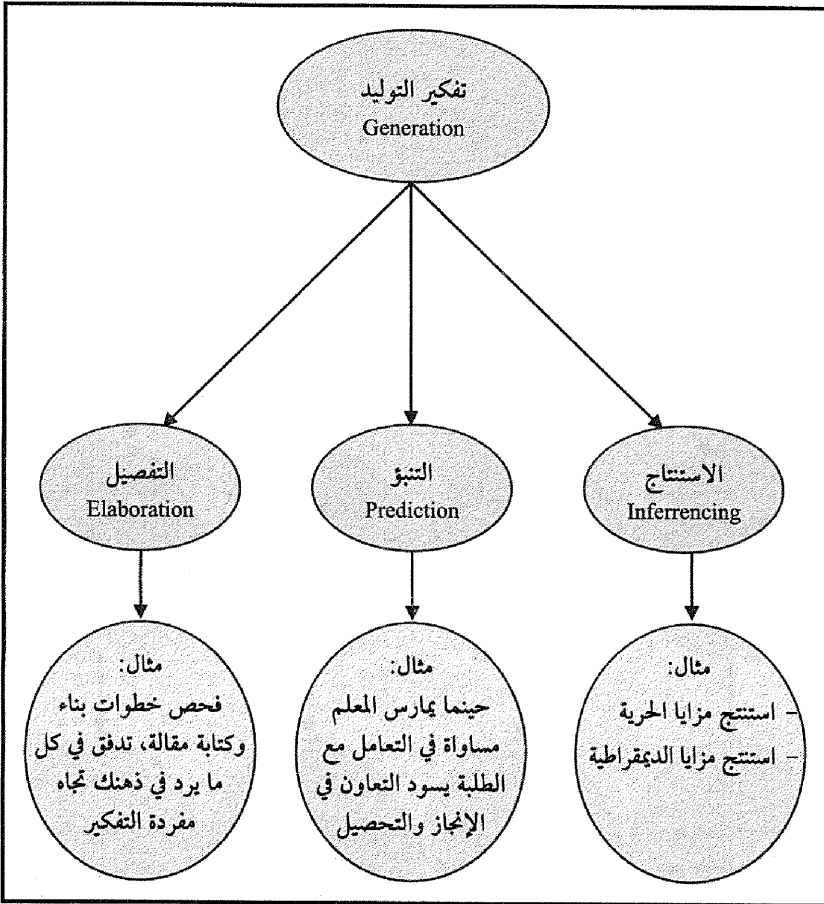 تفكير التوليد
Generation
الاستنتاج
Inferrencing
التنبؤ
Prediction
التفصيل
Elaboration
مثال:
– استنتج مزايا الحرية
– استنتج مزايا الديمقراطية
مثال:
حينما يمارس المعلم
مساواة في التعامل مع
الطلبة يسود التعاون في
الإنجاز والتحصيل
مثال:
فحص خطوات بناء
وكتابة مقالة، تدفق في كل
ما يرد في ذهنك تجاه
مفردة التفكير